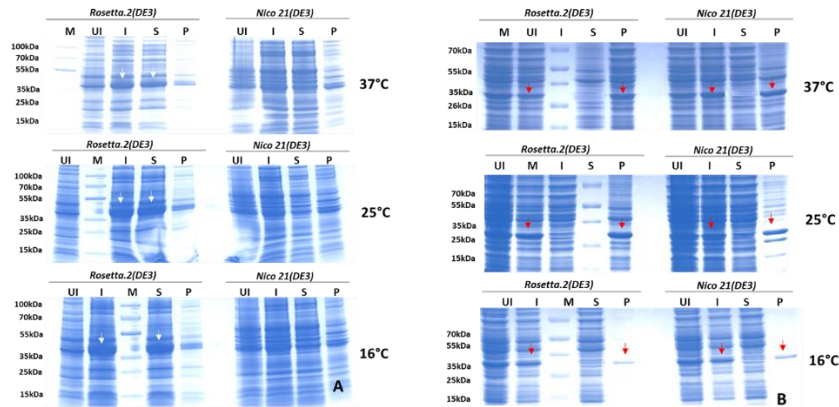 Rosetta.2(DE3) Nico 21(DE3)
M UI I S P UI I S P
100kDa
70kDa
55kDa
35kDa
15kDa
37°C
Rosetta.2(DE3) Nico 21(DE3)
UI M I S P UI I S P
100kDa
70kDa
55kDa
35kDa
25kDa
15kDa
25°C
Rosetta.2(DE3) Nico 21(DE3)
UI I M S P UI I S P
100kDa
70kDa
55kDa
35kDa
25kDa
15kDa
16°C
A
Rosetta.2(DE3) Nico 21(DE3)
M UI I S P UI I S P
70kDa
55kDa
35kDa
26kDa
15kDa
37°C
Rosetta.2(DE3) Nico 21(DE3)
UI M I S P UI I S P
70kDa
55kDa
35kDa
25kDa
15kDa
25°C
Rosetta.2(DE3) Nico 21(DE3)
UI I M S P UI I S P
70kDa
55kDa
35kDa
25kDa
15kDa
16°C
B